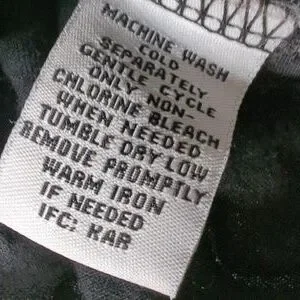 MACHINE WASH
COLD
SEPARATELY
GENTLE CYCLE
ONLY NON-
CHLORINE BLEACH
WHEN NEEDED
TUMBLE DRY LOW
REMOVE PROMPTLY
WARM IRON
IF NEEDED
IFC: KAR